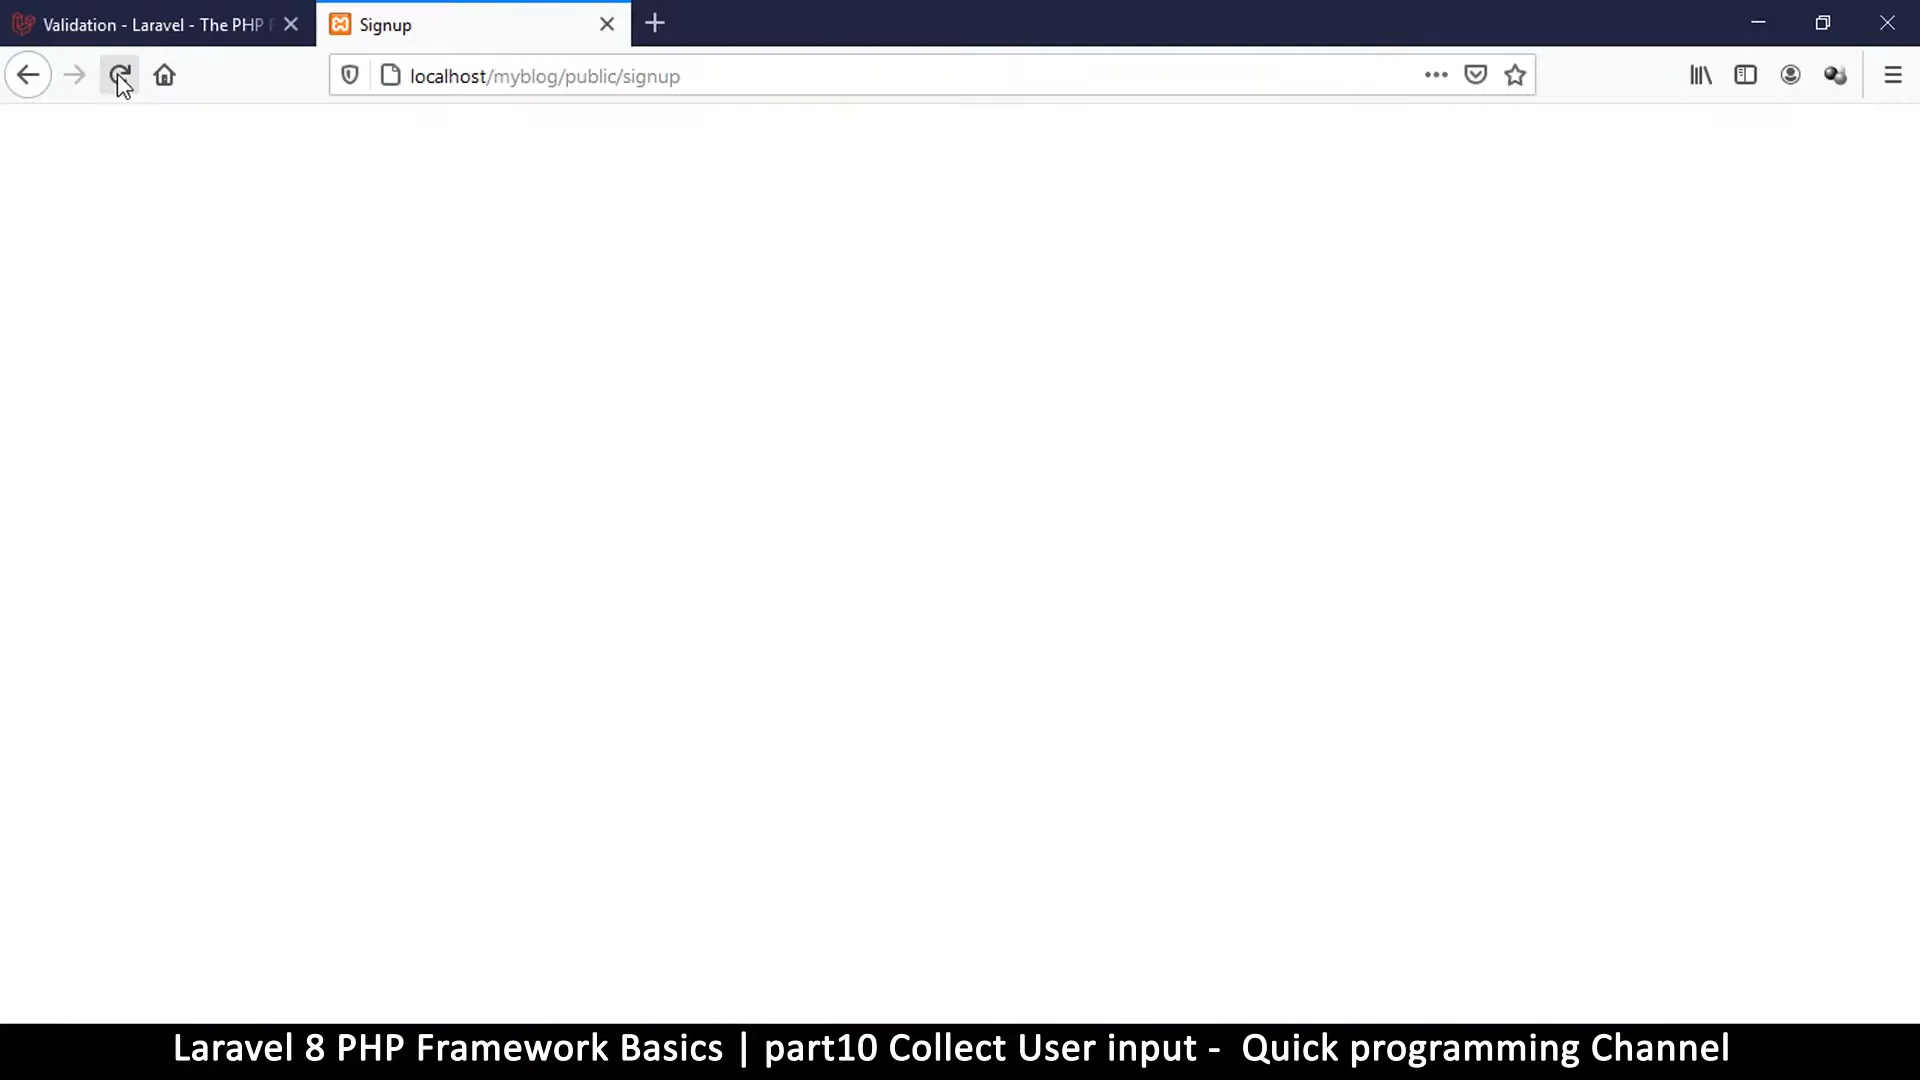 Validation - Laravel - The PHP
Signup
localhost/myblog/public/signup
Laravel 8 PHP Framework Basics | part10 Collect User input - Quick programming Channel